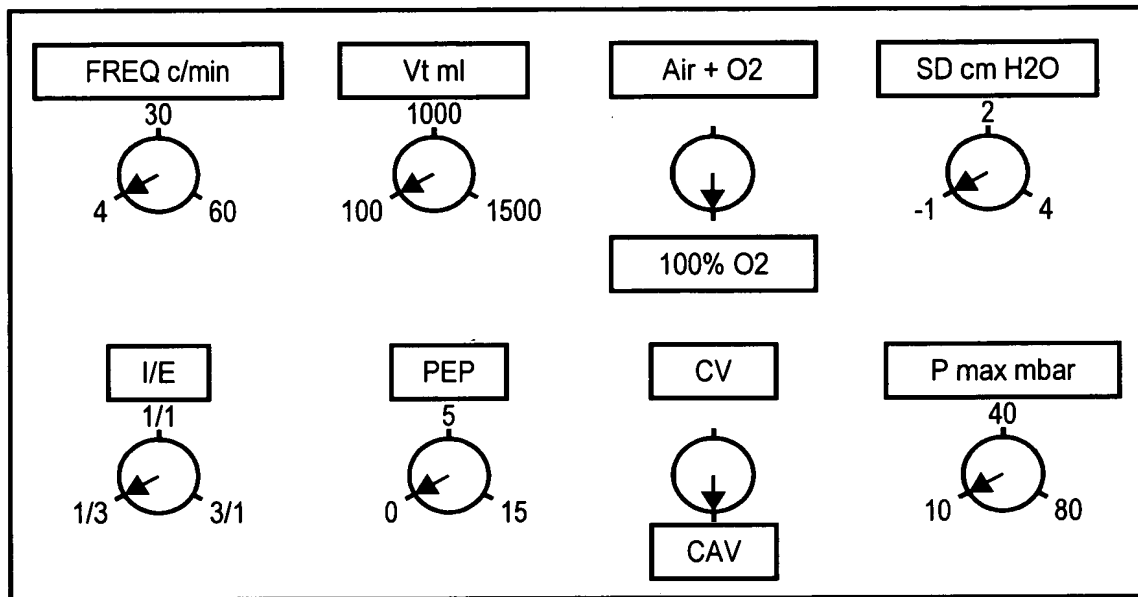 FREQ c/min
Vt ml
Air + O2
SD cm H2O
30
1000
2
4
60
100
1500
-1
4
100% O2
I/E
PEP
CV
P max mbar
1/1
5
40
1/3
3/1
0
15
10
80
CAV